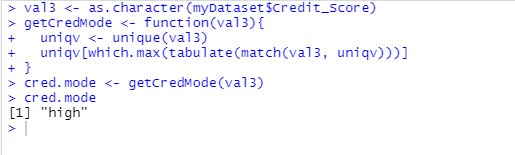 > val3 <- as.character(myDataset$Credit_Score)
> getCredMode <- function(val3){
+   uniqv <- unique(val3)
+   uniqv[which.max(tabulate(match(val3, uniqv)))]
+ }
> cred.mode <- getCredMode(val3)
> cred.mode
[1] "high"
>